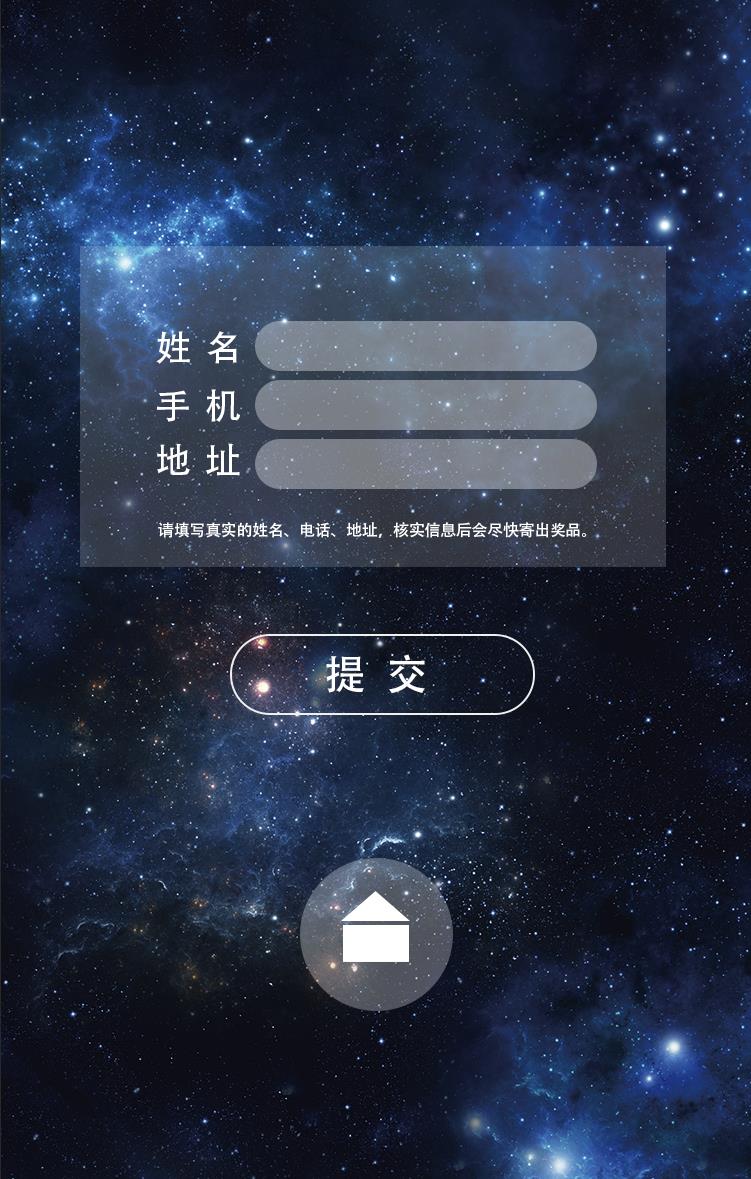 姓 名
手 机
地 址
请填写真实的姓名、电话、地址，核实信息后会尽快寄出奖品。
提 交